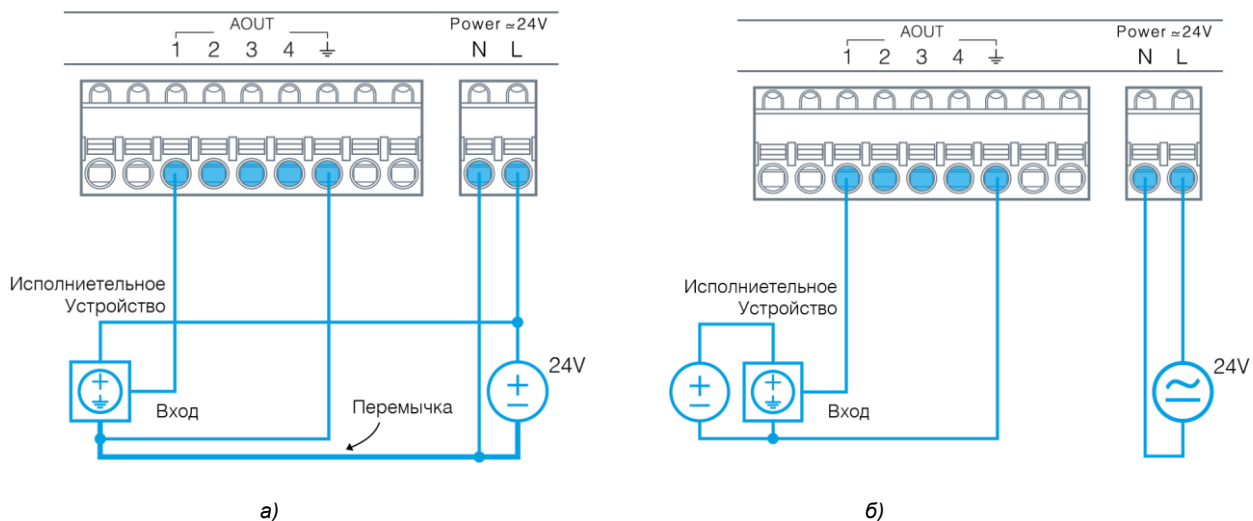 AOUT
Power ≃24V
1 2 3 4 ⏚
N L
Исполниетельное
Устройство
24V
Вход
Перемычка
а)
AOUT
Power ≃24V
1 2 3 4 ⏚
N L
Исполниетельное
Устройство
24V
Вход
б)